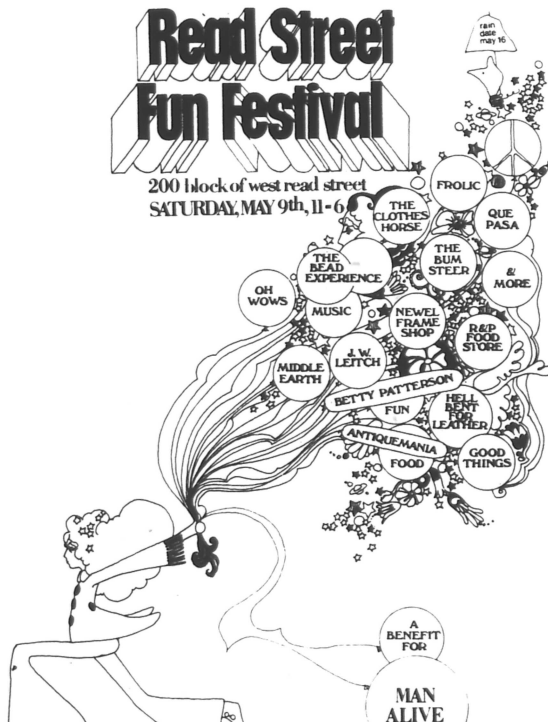 Read Street
Fun Festival
200 block of west read street
SATURDAY, MAY 9th, 11-6
rain
date
may 16
FROLIC
THE
CLOTHES
HORSE
QUE
PASA
THE
BEAD
EXPERIENCE
THE
BUM
STEER
&
MORE
OH
WOWS
MUSIC
NEWEL
FRAME
SHOP
R&P
FOOD
STORE
MIDDLE
EARTH
J. W.
LEITCH
BETTY PATTERSON
FUN
HELL
BENT
FOR
LEATHER
ANTIQUEMANIA
FOOD
GOOD
THINGS
A
BENEFIT
FOR
MAN
ALIVE